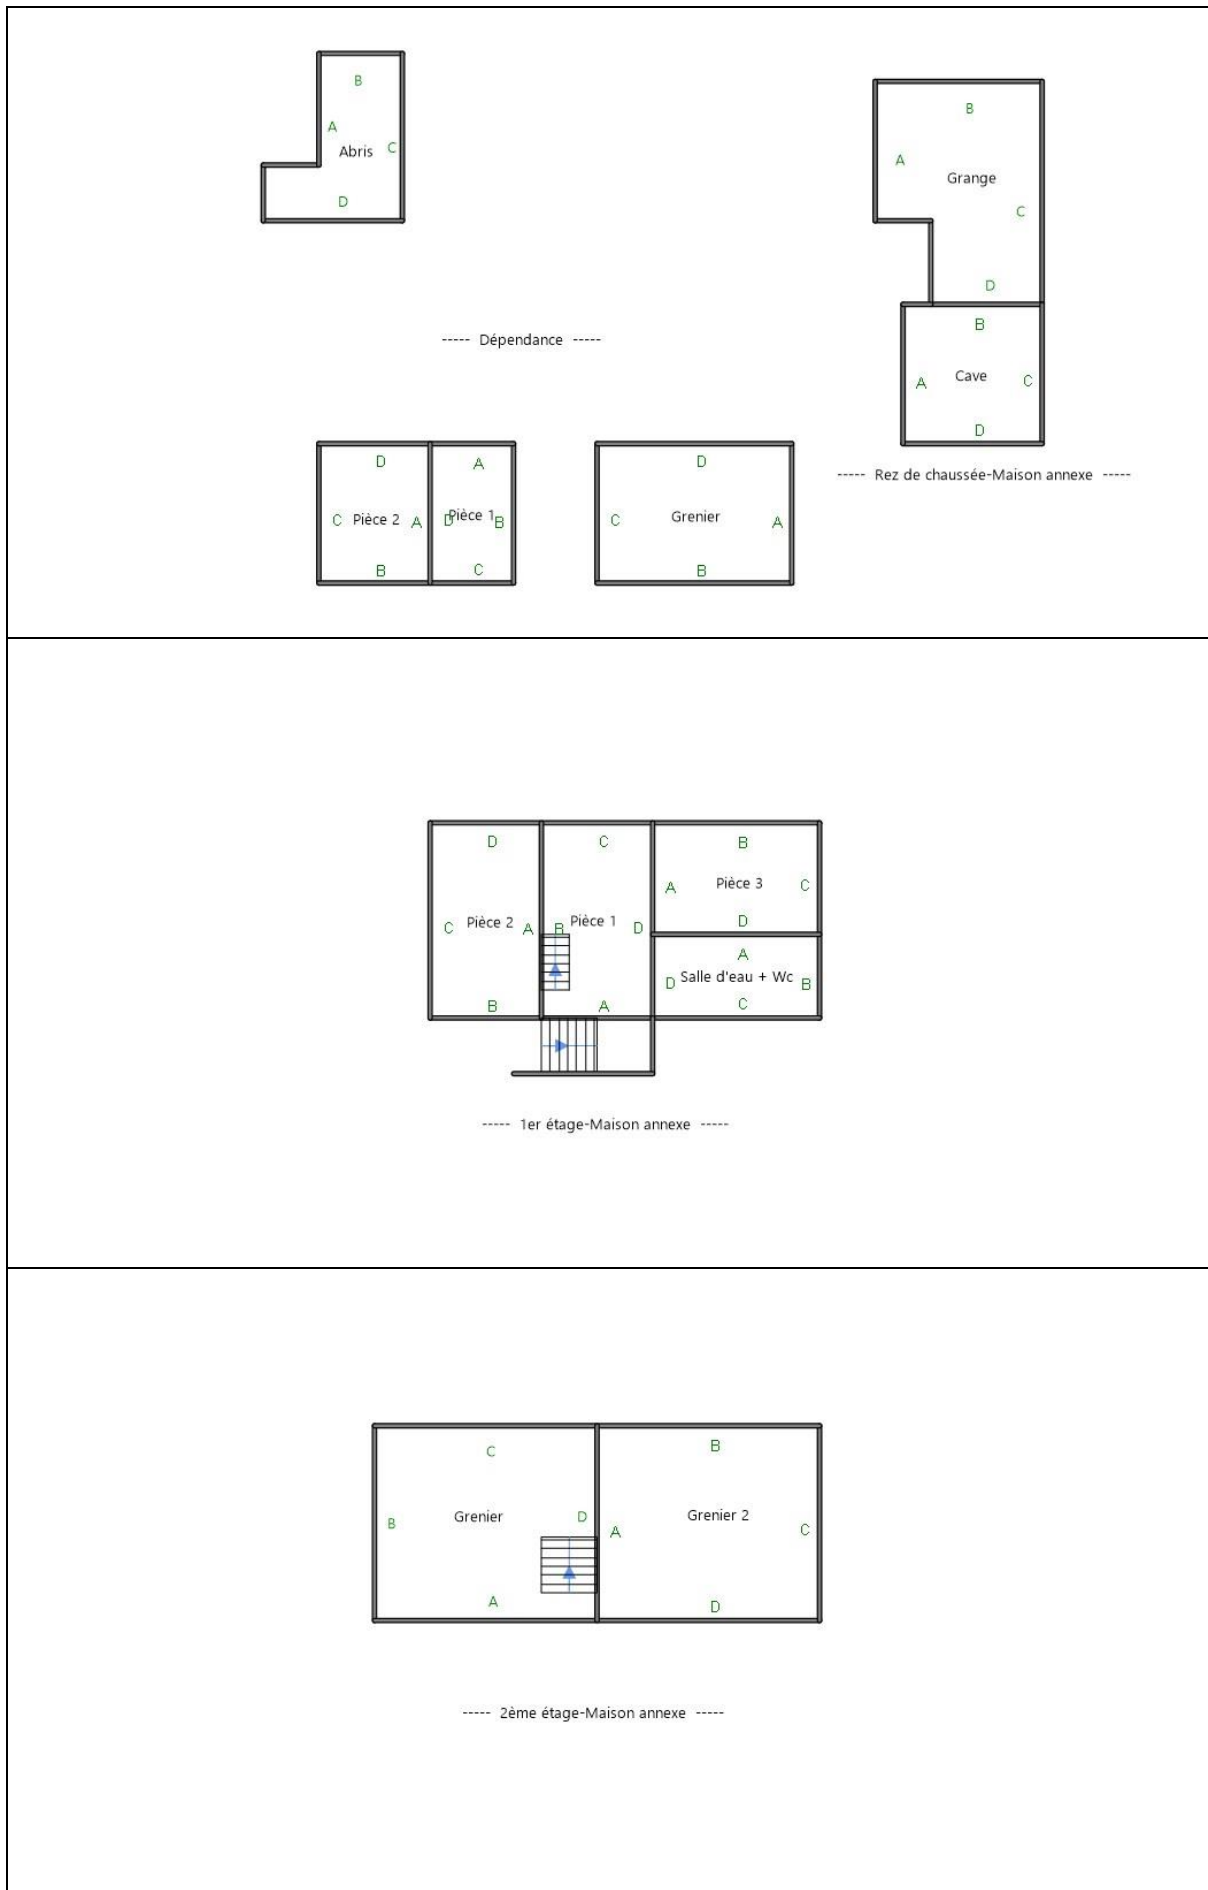 B
A
Abris
C
D
B
A
Grange
C
D
----- Dépendance -----
B
A
Cave
C
D
----- Rez de chaussée-Maison annexe -----
D
A
C
Pièce 2
A
D
Pièce 1
B
B
C
D
C
Grenier
A
B
D
C
B
Pièce 2
Pièce 1
Pièce 3
A
C
C
A
B
D
D
A
Salle d'eau + Wc
D
B
B
A
C
----- 1er étage-Maison annexe -----
C
B
Grenier
D
Grenier 2
B
A
C
A
D
----- 2ème étage-Maison annexe -----